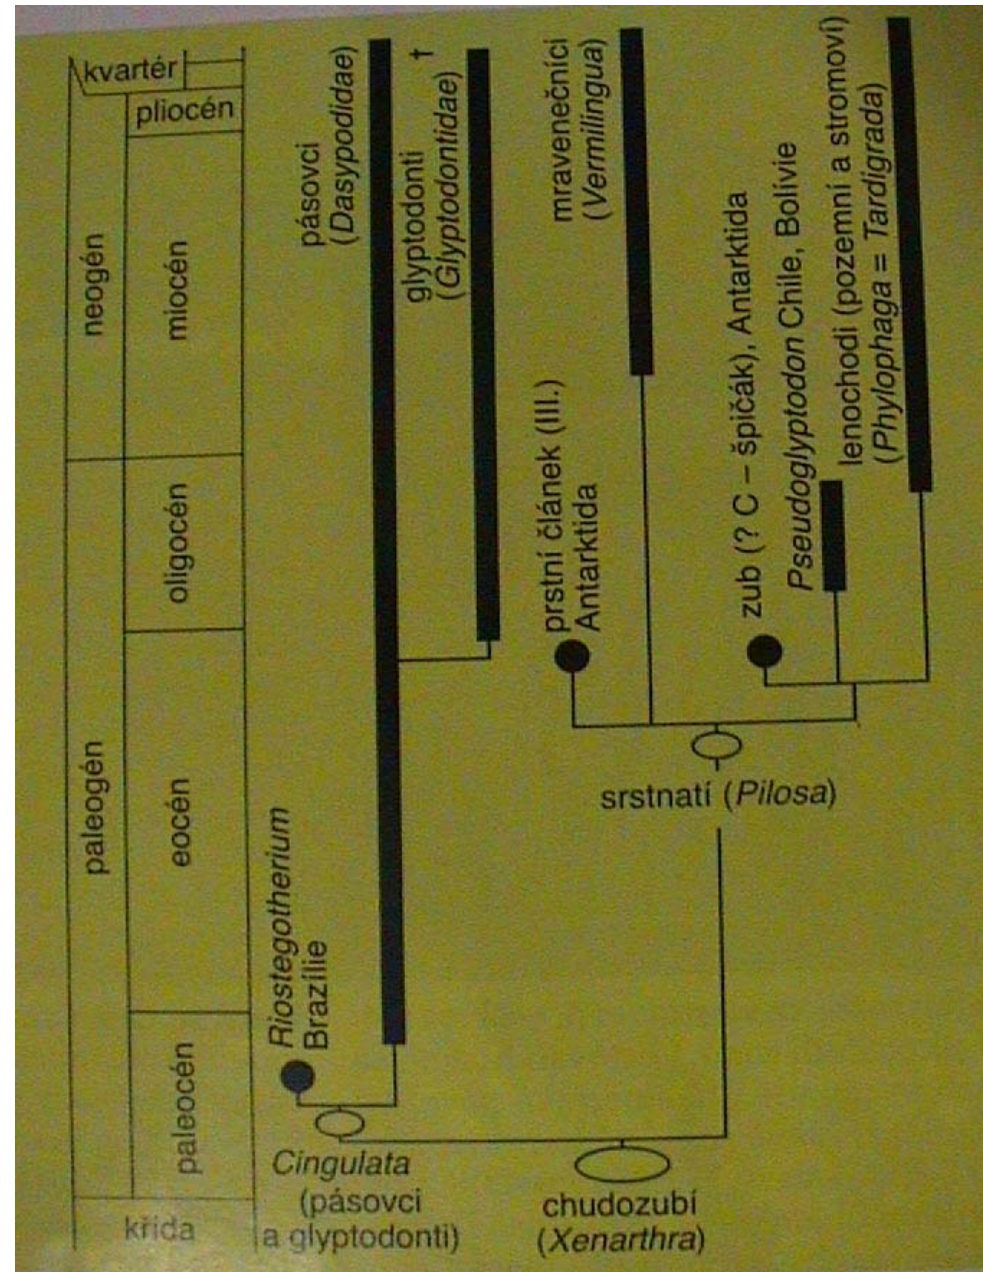 kvartér
pliocén
neogén
miocén
oligocén
paleogén
eocén
paleocén
křída
pásovci
(Dasypodidae)
glyptodonti
(Glyptodontidae) †
mravenečníci
(Vermilingua)
prstní článek (III.)
Antarktida
zub (? C – špičák), Antarktida
Pseudoglyptodon Chile, Bolívie
lenochodi (pozemní a stromoví)
(Phylophaga = Tardigrada)
Riostegotherium
Brazílie
srstnatí (Pilosa)
Cingulata
(pásovci
a glyptodonti)
chudozubí
(Xenarthra)